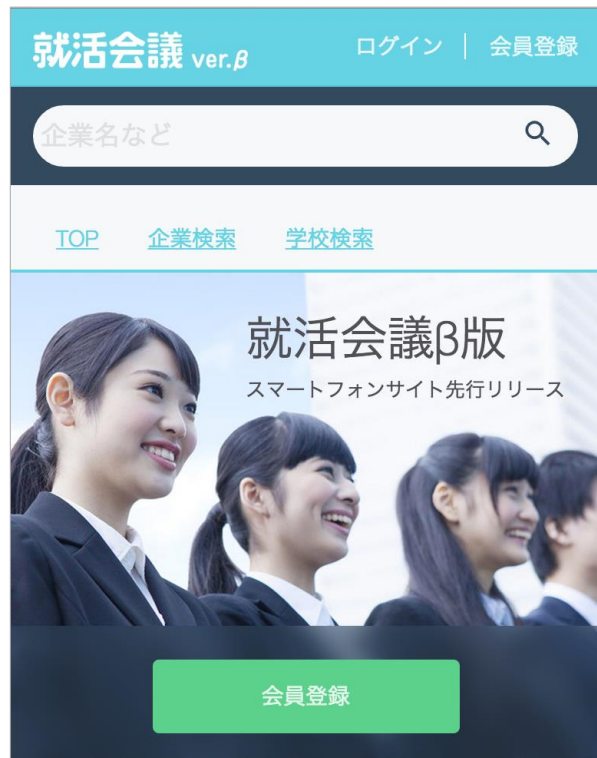 就活会議 ver.β
ログイン | 会員登録
企業名など
TOP 企業検索 学校検索
就活会議β版
スマートフォンサイト先行リリース
会員登録